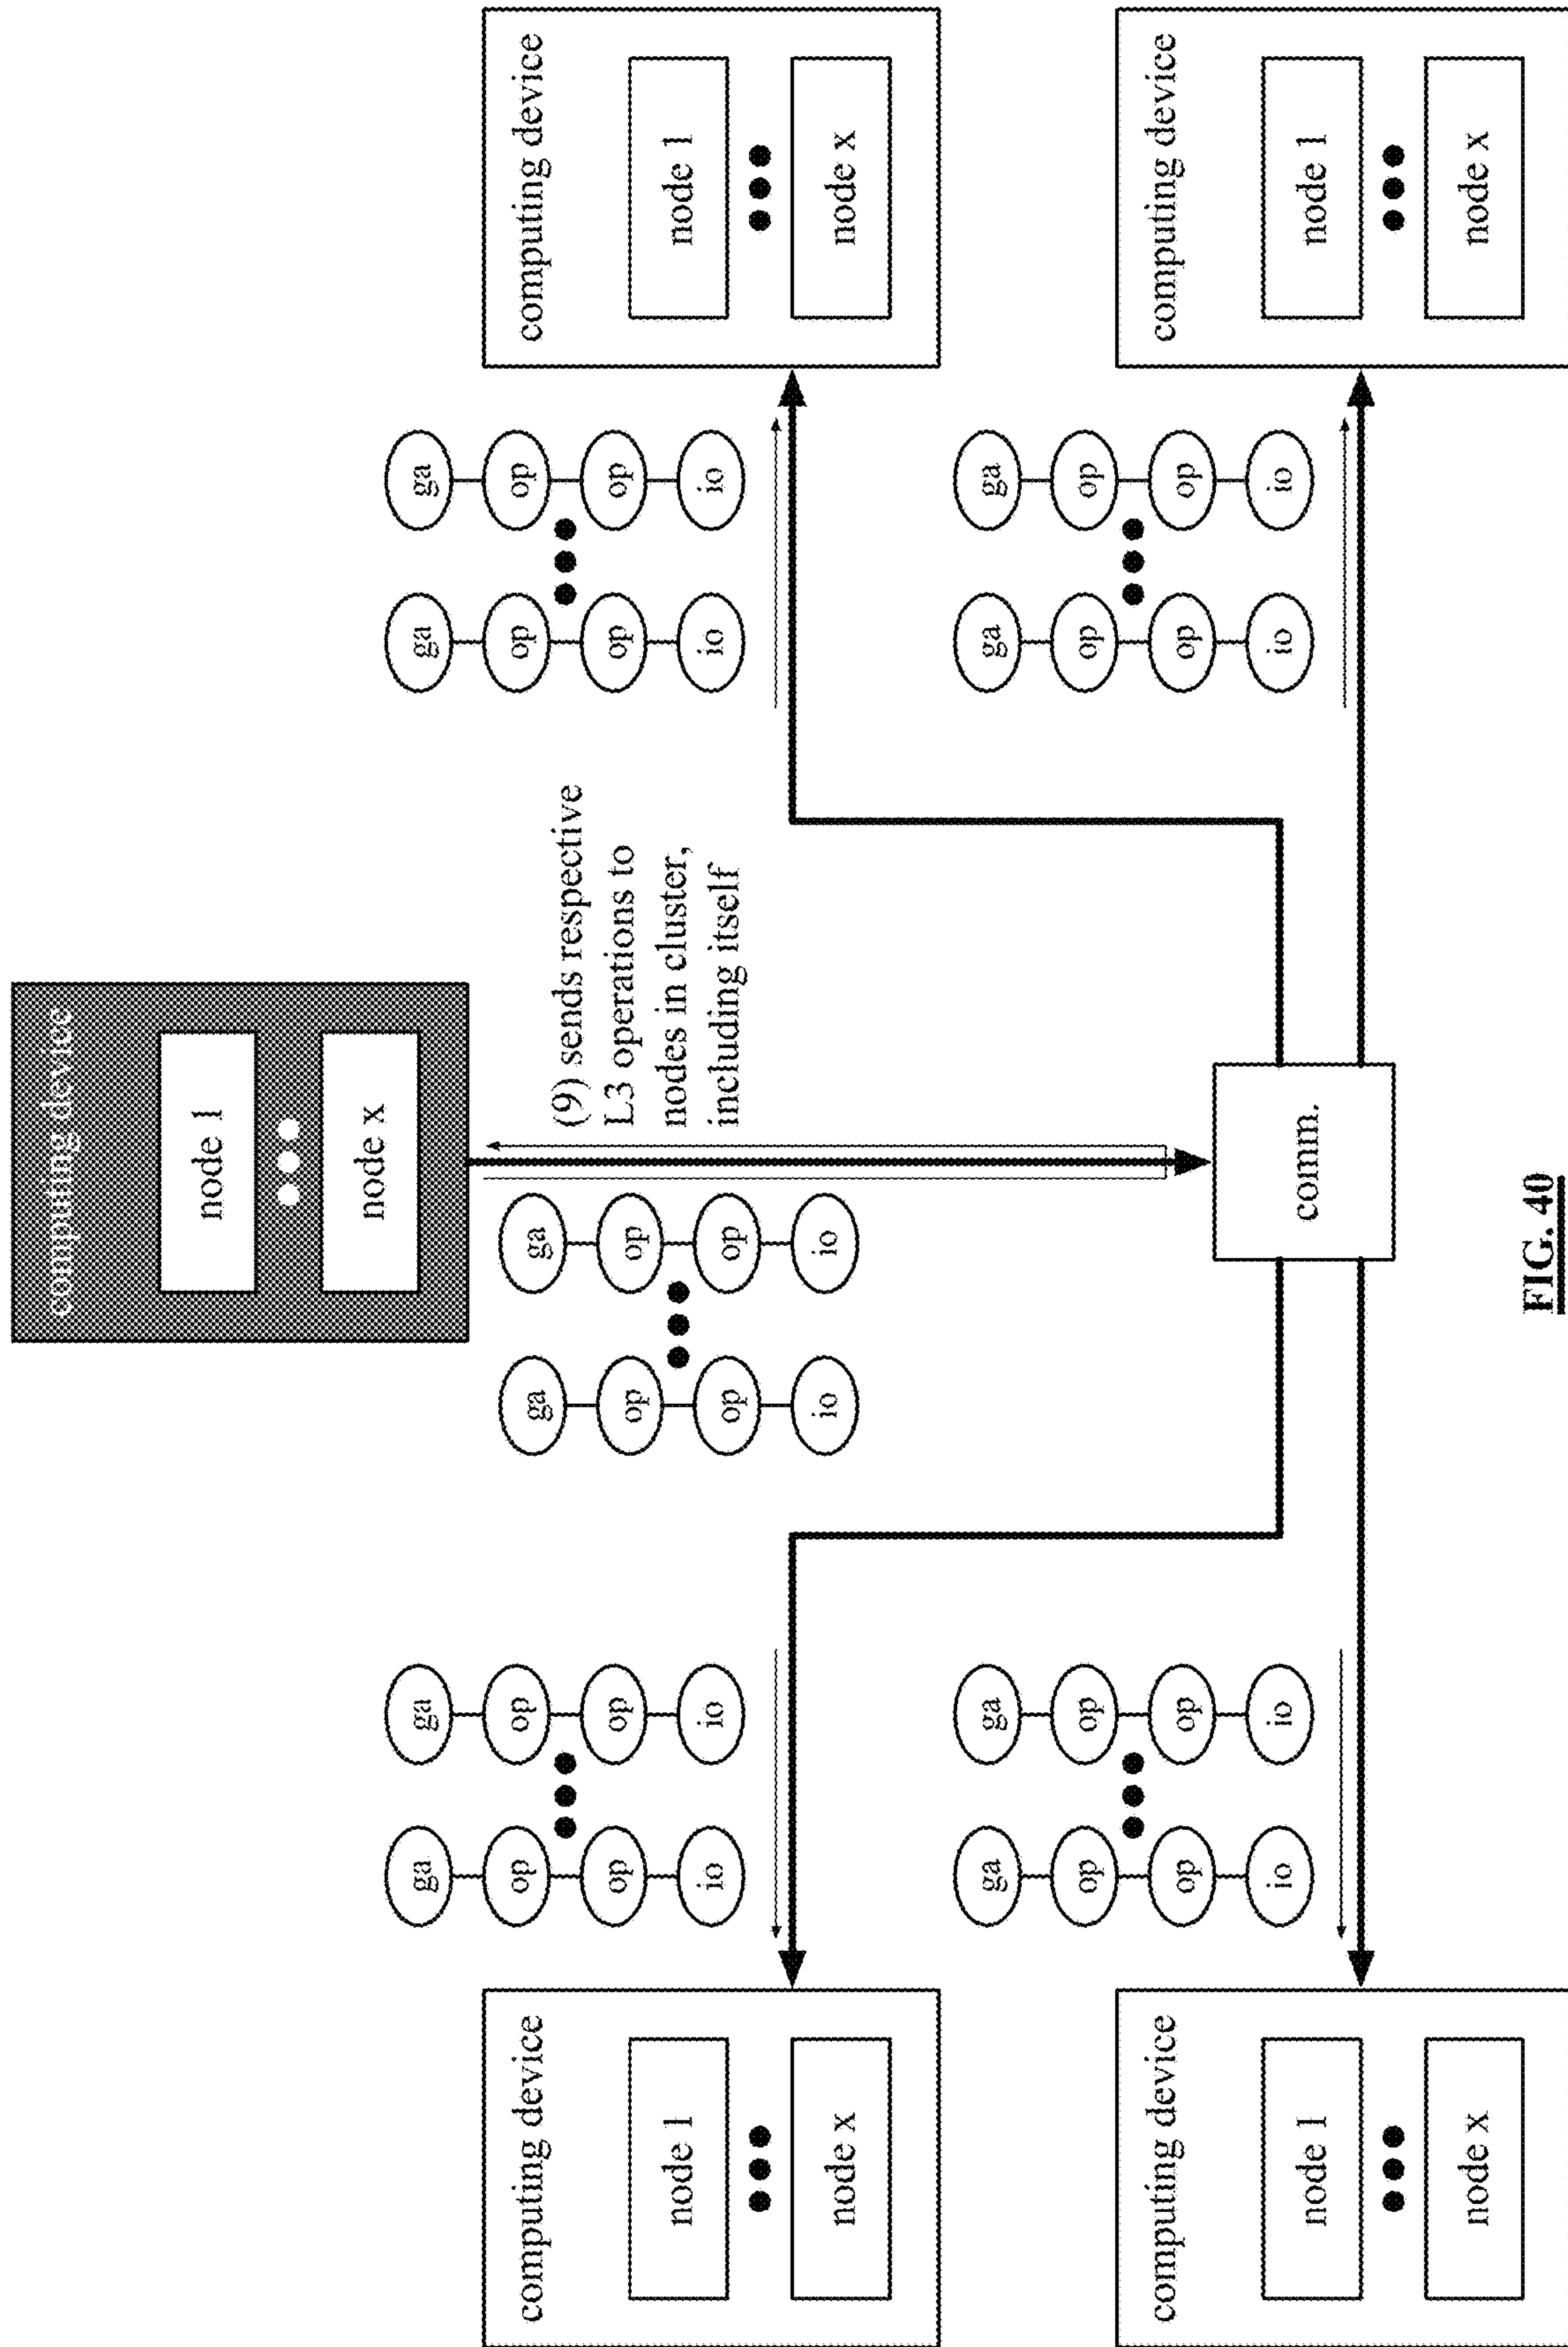 computing device
node 1
node x
ga ga
op op
op op
io io
(9) sends respective
L3 operations to
nodes in cluster,
including itself
computing device
node 1
node x
ga ga
op op
op op
io io
ga ga
op op
op op
io io
computing device
node 1
node x
computing device
node 1
node x
ga ga
op op
op op
io io
comm.
ga ga
op op
op op
io io
computing device
node 1
node x
FIG. 40